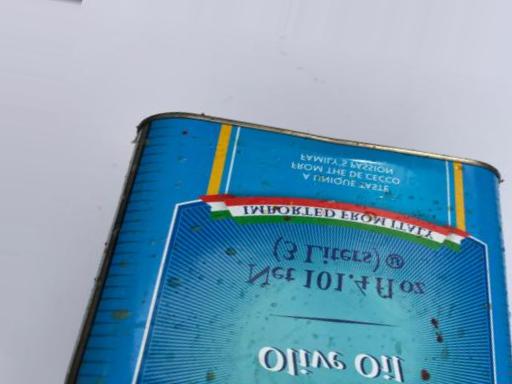 Olive Oil
Net 101.4 fl oz
(3 Liters) U
IMPORTED FROM ITALY
A UNIQUE TASTE
FROM THE DE CECCO
FAMILY'S PASSION